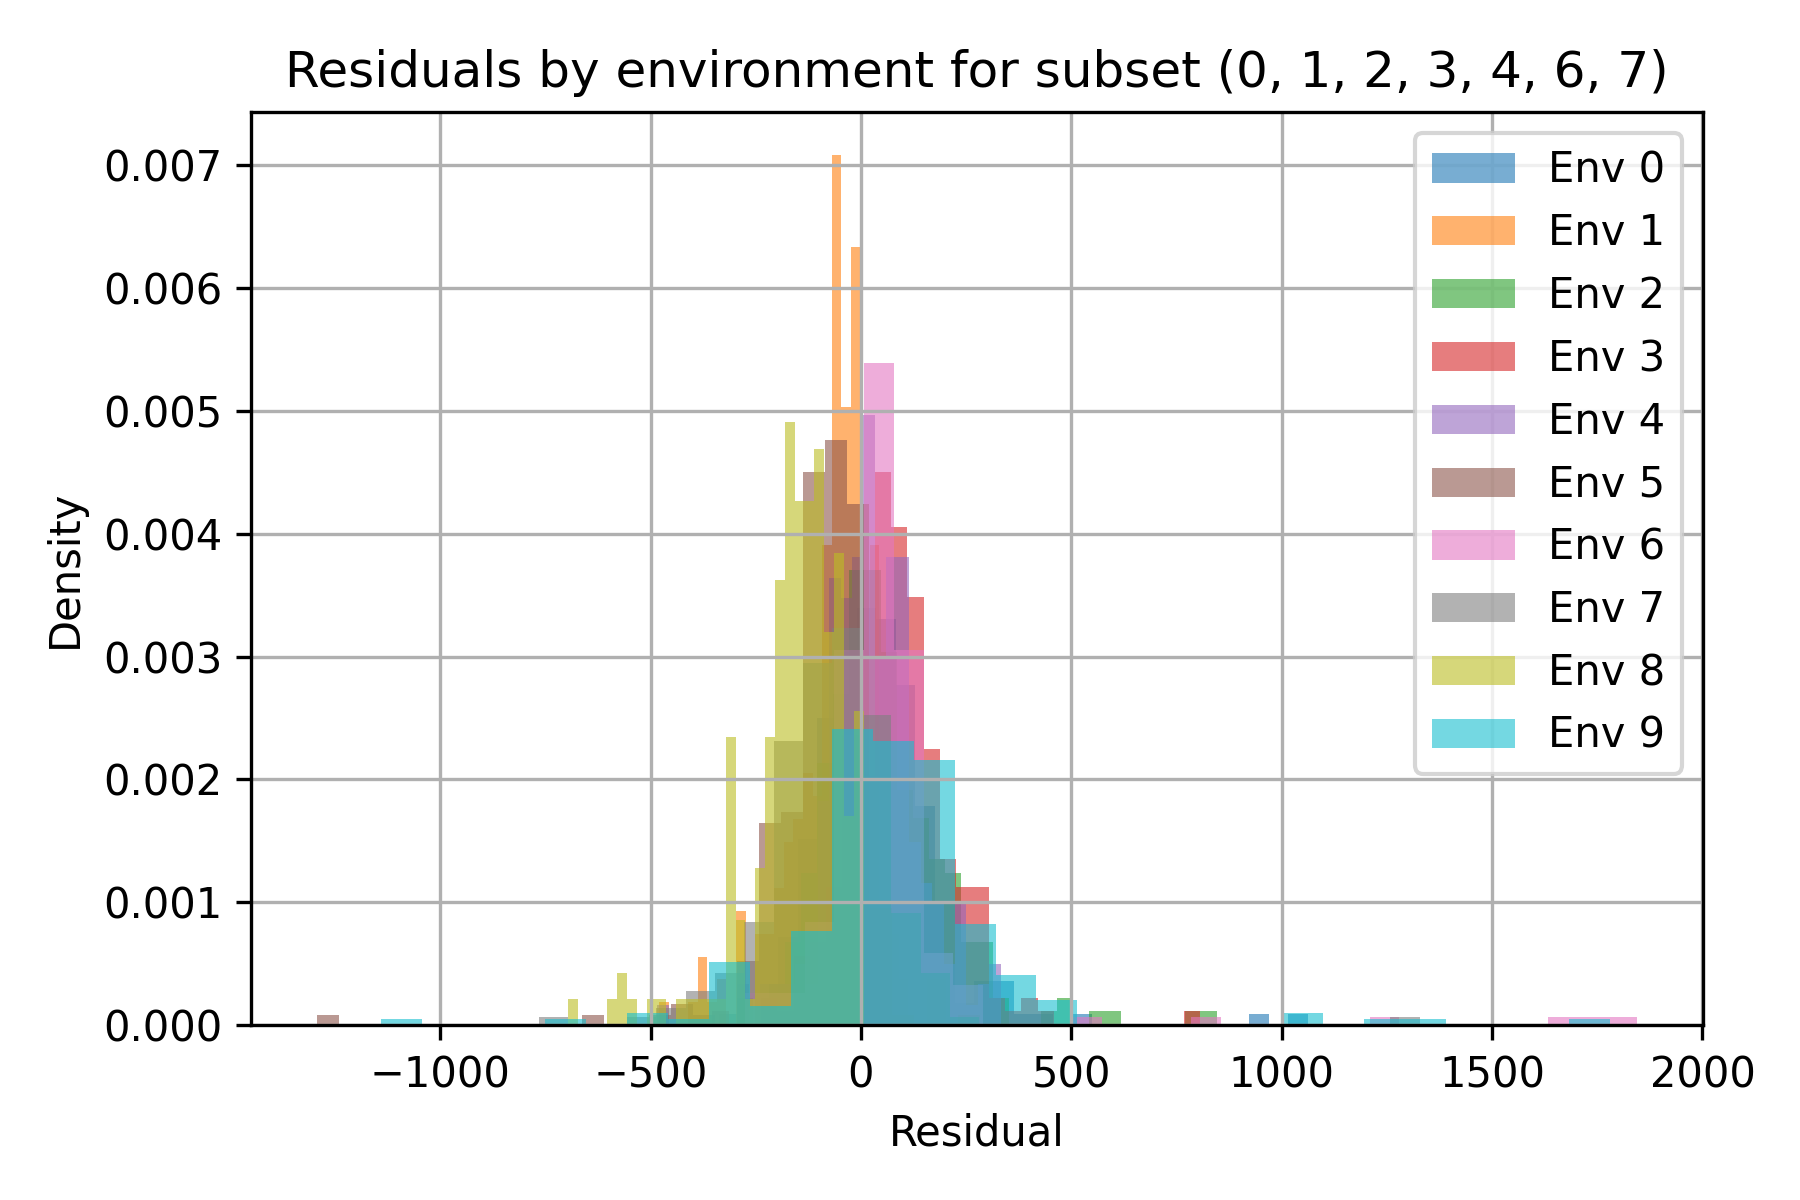 Residuals by environment for subset (0, 1, 2, 3, 4, 6, 7)
0.007
0.006
0.005
0.004
0.003
0.002
0.001
0.000
Density
Env 0
Env 1
Env 2
Env 3
Env 4
Env 5
Env 6
Env 7
Env 8
Env 9
−1000
−500
0
500
1000
1500
2000
Residual